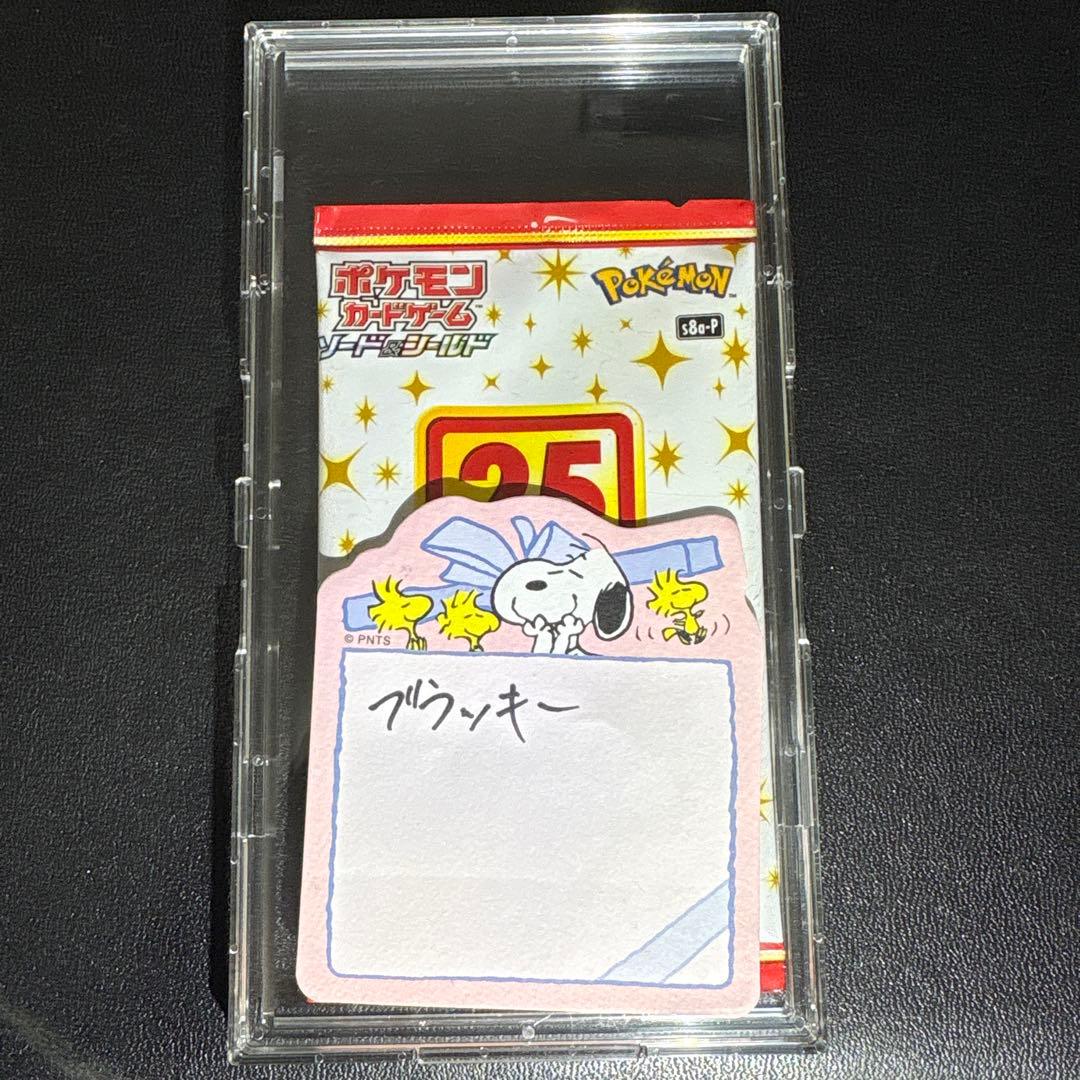 ポケモン
カードゲーム
ソード&シールド
POKéMON
TM
s8a-P
25
© PNTS
ブラッキー